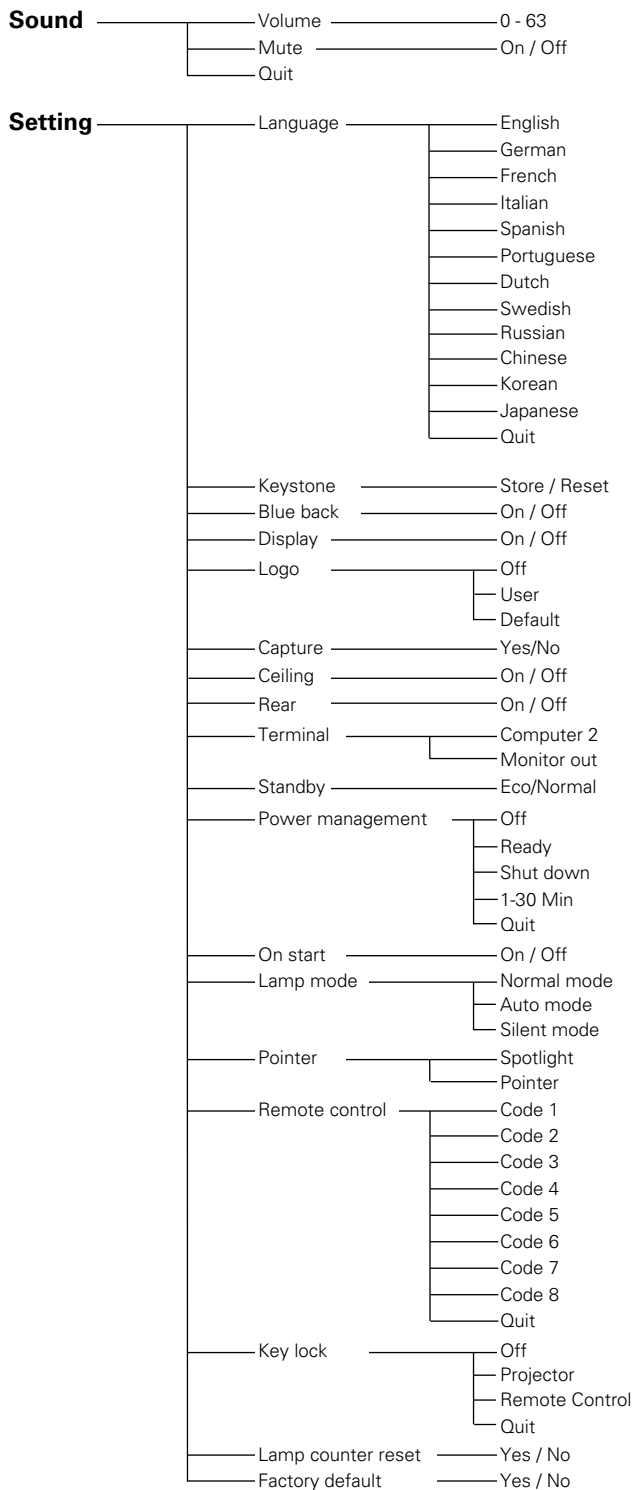 Sound Volume 0 - 63
Mute On / Off
Quit
Setting Language English
German
French
Italian
Spanish
Portuguese
Dutch
Swedish
Russian
Chinese
Korean
Japanese
Quit
Keystone Store / Reset
Blue back On / Off
Display On / Off
Logo Off
User
Default
Capture Yes/No
Ceiling On / Off
Rear On / Off
Terminal Computer 2
Monitor out
Standby Eco/Normal
Power management Off
Ready
Shut down
1-30 Min
Quit
On start On / Off
Lamp mode Normal mode
Auto mode
Silent mode
Pointer Spotlight
Pointer
Remote control Code 1
Code 2
Code 3
Code 4
Code 5
Code 6
Code 7
Code 8
Quit
Key lock Off
Projector
Remote Control
Quit
Lamp counter reset Yes / No
Factory default Yes / No